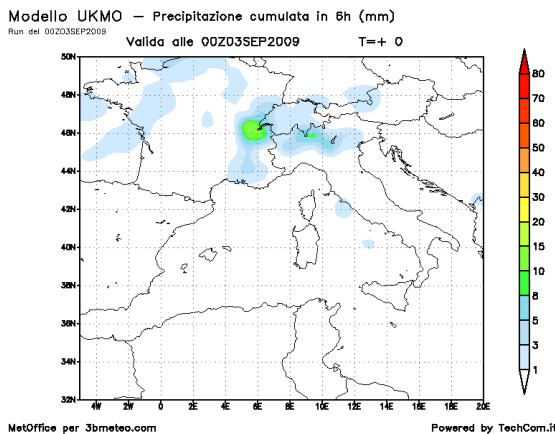 Modello UKMO – Precipitazione cumulata in 6h (mm)
Run del 00Z03SEP2009
Valida alle 00Z03SEP2009 T=+ 0
50N
48N
46N
44N
42N
40N
38N
36N
34N
32N
4W 2W 0 2E 4E 6E 8E 10E 12E 14E 16E 18E 20E
80
70
60
50
40
30
20
15
10
8
5
3
1
MetOffice per 3bmeteo.com Powered by TechCom.it